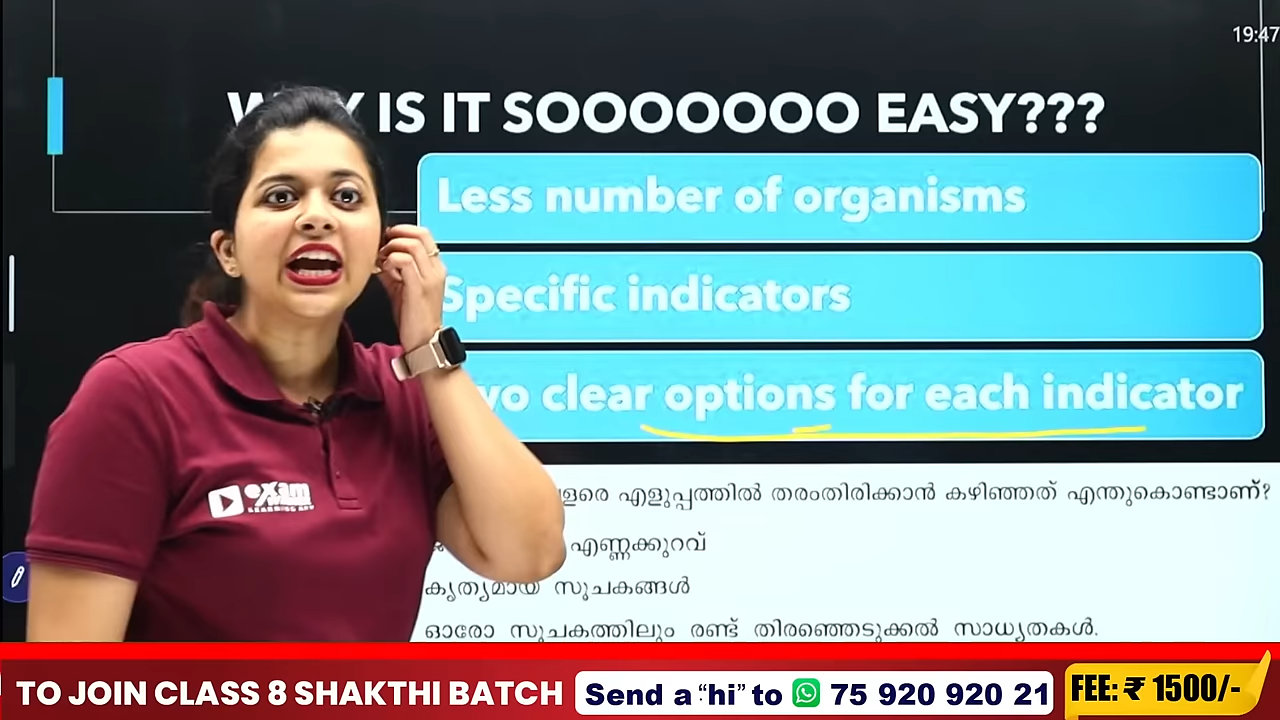 19:47
IS IT SOOOOOOO EASY???
Less number of organisms
Specific indicators
clear options for each indicator
എളുപ്പത്തിൽ തരംതിരിക്കാൻ കഴിഞ്ഞത് എന്തുകൊണ്ടാണ്?
എണ്ണക്കുറവ്
കൃത്യമായ സൂചകങ്ങൾ
ഓരോ സൂചകത്തിലും രണ്ട് തിരഞ്ഞെടുക്കൽ സാധ്യതകൾ.
exam
LEARNING APP
TO JOIN CLASS 8 SHAKTHI BATCH
Send a “hi” to 75 920 920 21
FEE: ₹ 1500/-